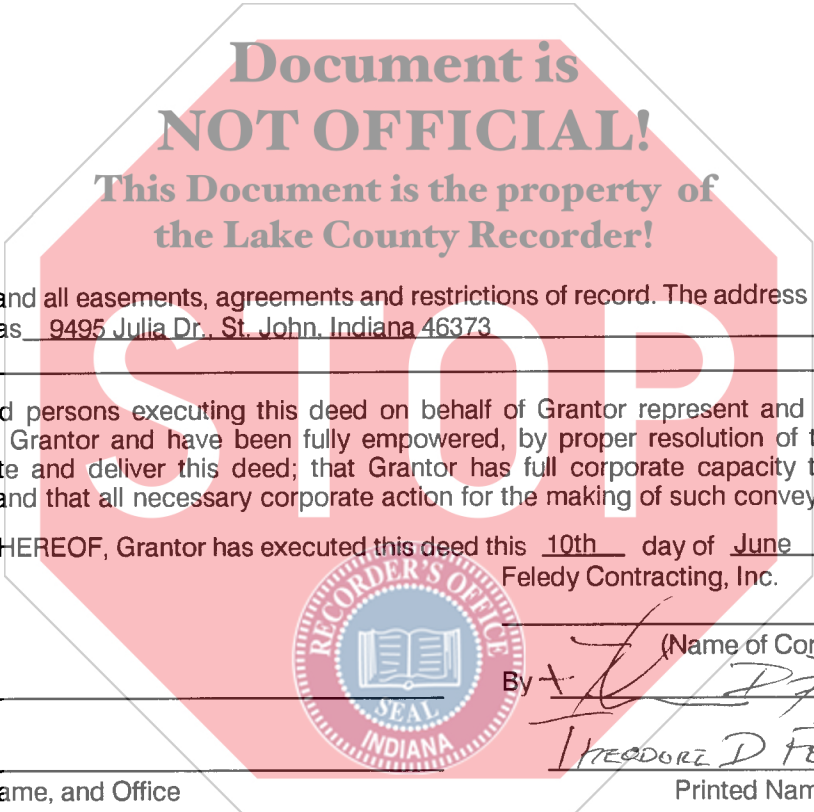 Document is
NOT OFFICIAL!
This Document is the property of
the Lake County Recorder!
and all easements, agreements and restrictions of record. The address
as 9495 Julia Dr., St. John, Indiana 46373
STOP
d persons executing this deed on behalf of Grantor represent and
Grantor and have been fully empowered, by proper resolution of t
te and deliver this deed; that Grantor has full corporate capacity t
and that all necessary corporate action for the making of such convey
HEREOF, Grantor has executed this deed this 10th day of June
Feledy Contracting, Inc.
RECORDER'S OFFICE
(Name of Cor
By
SEAL
INDIANA
THEODORE D FE
ame, and Office
Printed Nam